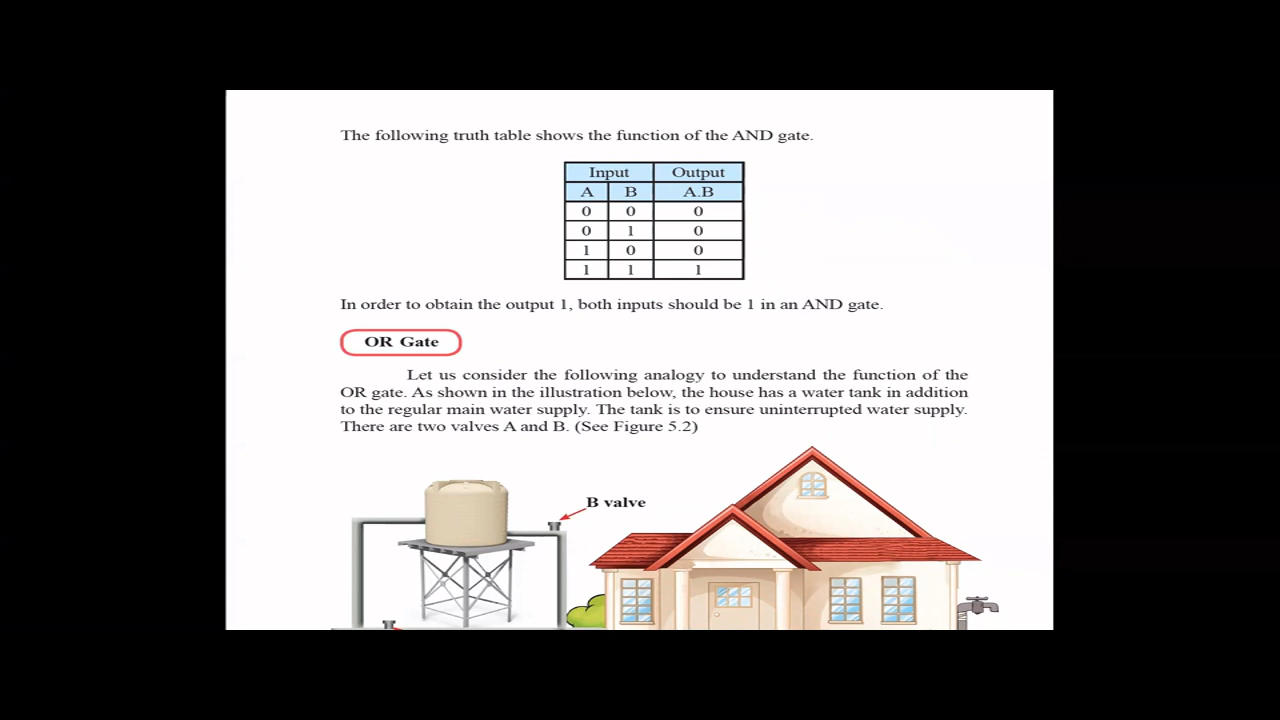 The following truth table shows the function of the AND gate.
Input Output
A B A.B
0 0 0
0 1 0
1 0 0
1 1 1
In order to obtain the output 1, both inputs should be 1 in an AND gate.
OR Gate
Let us consider the following analogy to understand the function of the
OR gate. As shown in the illustration below, the house has a water tank in addition
to the regular main water supply. The tank is to ensure uninterrupted water supply.
There are two valves A and B. (See Figure 5.2)
B valve